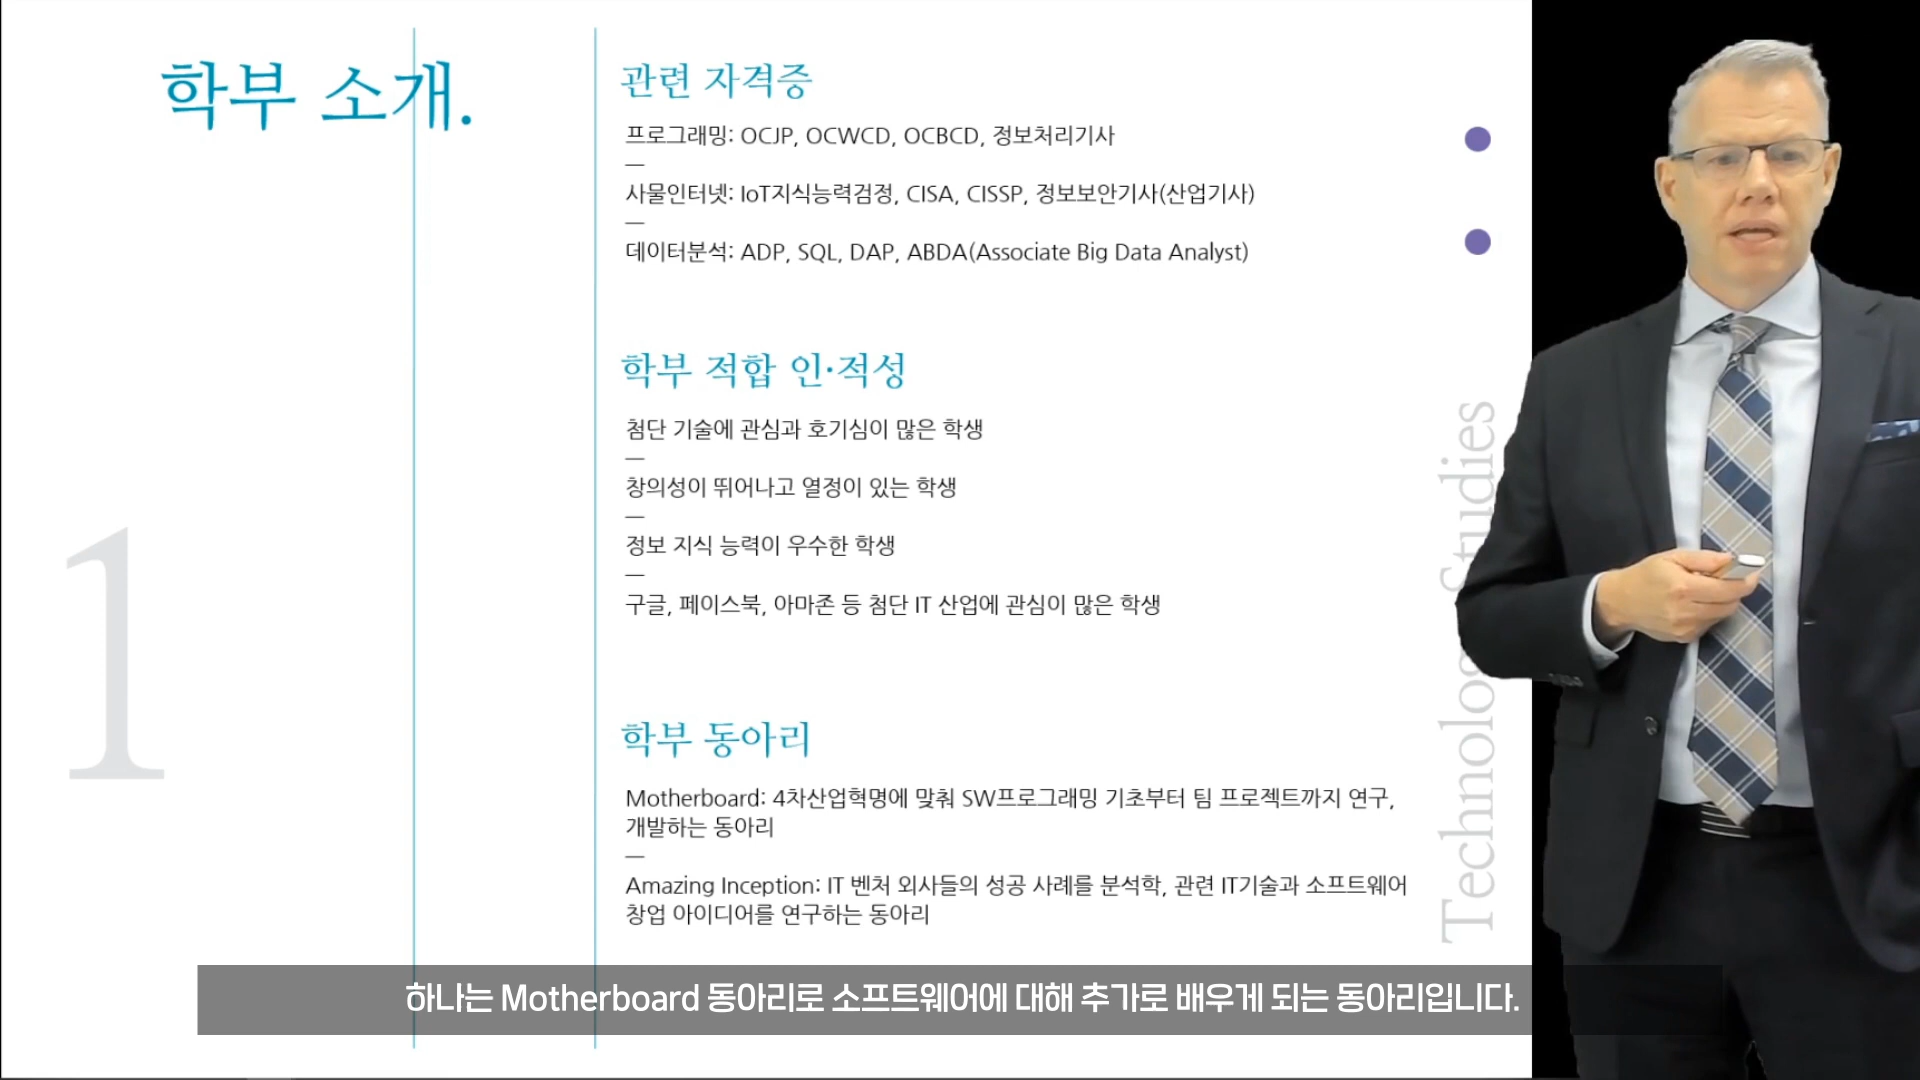 학부 소개.
관련 자격증
프로그래밍: OCJP, OCWCD, OCBCD, 정보처리기사
사물인터넷: IoT지식능력검정, CISA, CISSP, 정보보안기사(산업기사)
데이터분석: ADP, SQL, DAP, ABDA(Associate Big Data Analyst)
학부 적합 인·적성
첨단 기술에 관심과 호기심이 많은 학생
창의성이 뛰어나고 열정이 있는 학생
정보 지식 능력이 우수한 학생
구글, 페이스북, 아마존 등 첨단 IT 산업에 관심이 많은 학생
학부 동아리
Motherboard: 4차산업혁명에 맞춰 SW프로그래밍 기초부터 팀 프로젝트까지 연구,
개발하는 동아리
Amazing Inception: IT 벤처 외사들의 성공 사례를 분석학, 관련 IT기술과 소프트웨어
창업 아이디어를 연구하는 동아리
1
Technology Studies
하나는 Motherboard 동아리로 소프트웨어에 대해 추가로 배우게 되는 동아리입니다.